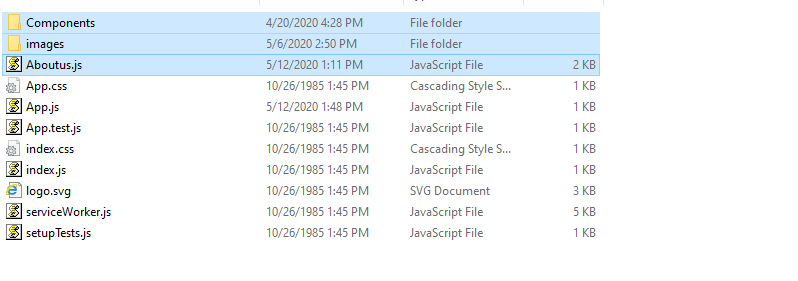 Components 4/20/2020 4:28 PM File folder
images 5/6/2020 2:50 PM File folder
Aboutus.js 5/12/2020 1:11 PM JavaScript File 2 KB
App.css 10/26/1985 1:45 PM Cascading Style S... 1 KB
App.js 5/12/2020 1:48 PM JavaScript File 1 KB
App.test.js 10/26/1985 1:45 PM JavaScript File 1 KB
index.css 10/26/1985 1:45 PM Cascading Style S... 1 KB
index.js 10/26/1985 1:45 PM JavaScript File 1 KB
logo.svg 10/26/1985 1:45 PM SVG Document 3 KB
serviceWorker.js 10/26/1985 1:45 PM JavaScript File 5 KB
setupTests.js 10/26/1985 1:45 PM JavaScript File 1 KB